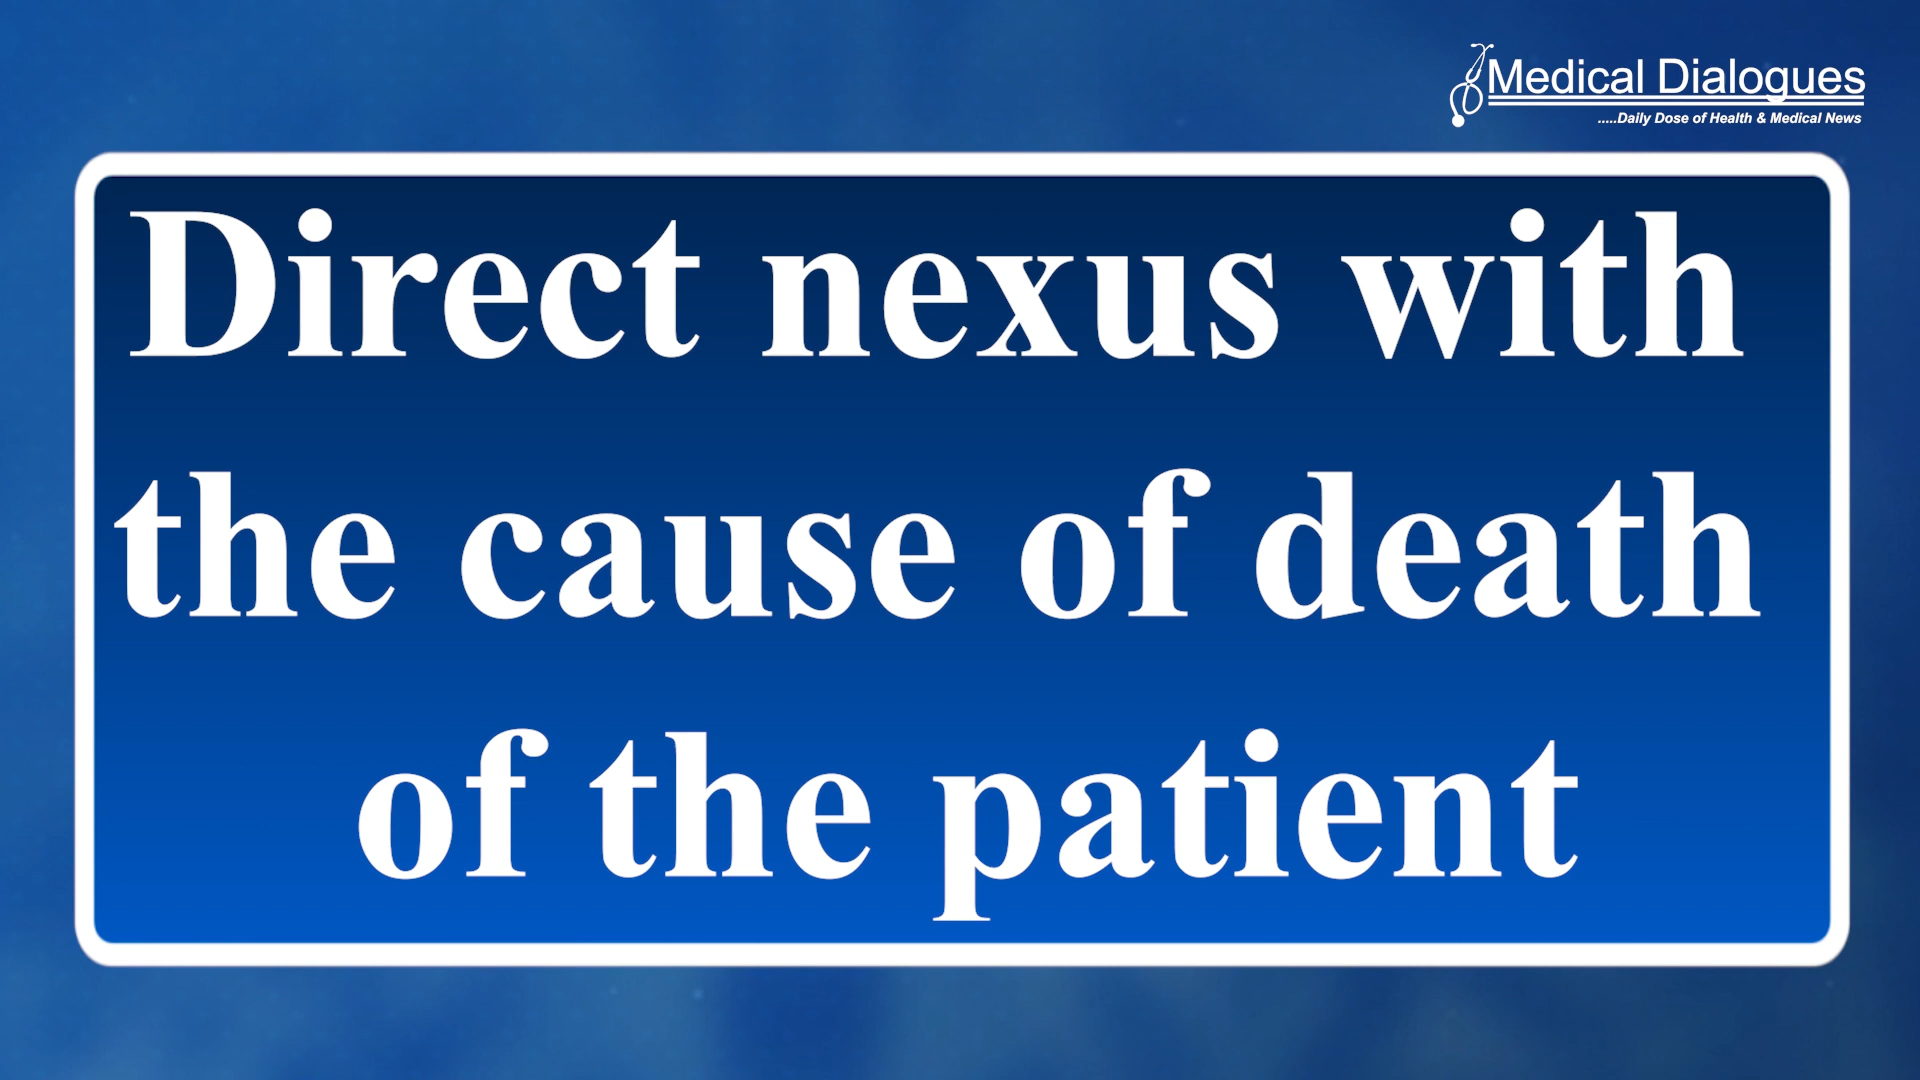 Medical Dialogues
.....Daily Dose of Health & Medical News
Direct nexus with
the cause of death
of the patient